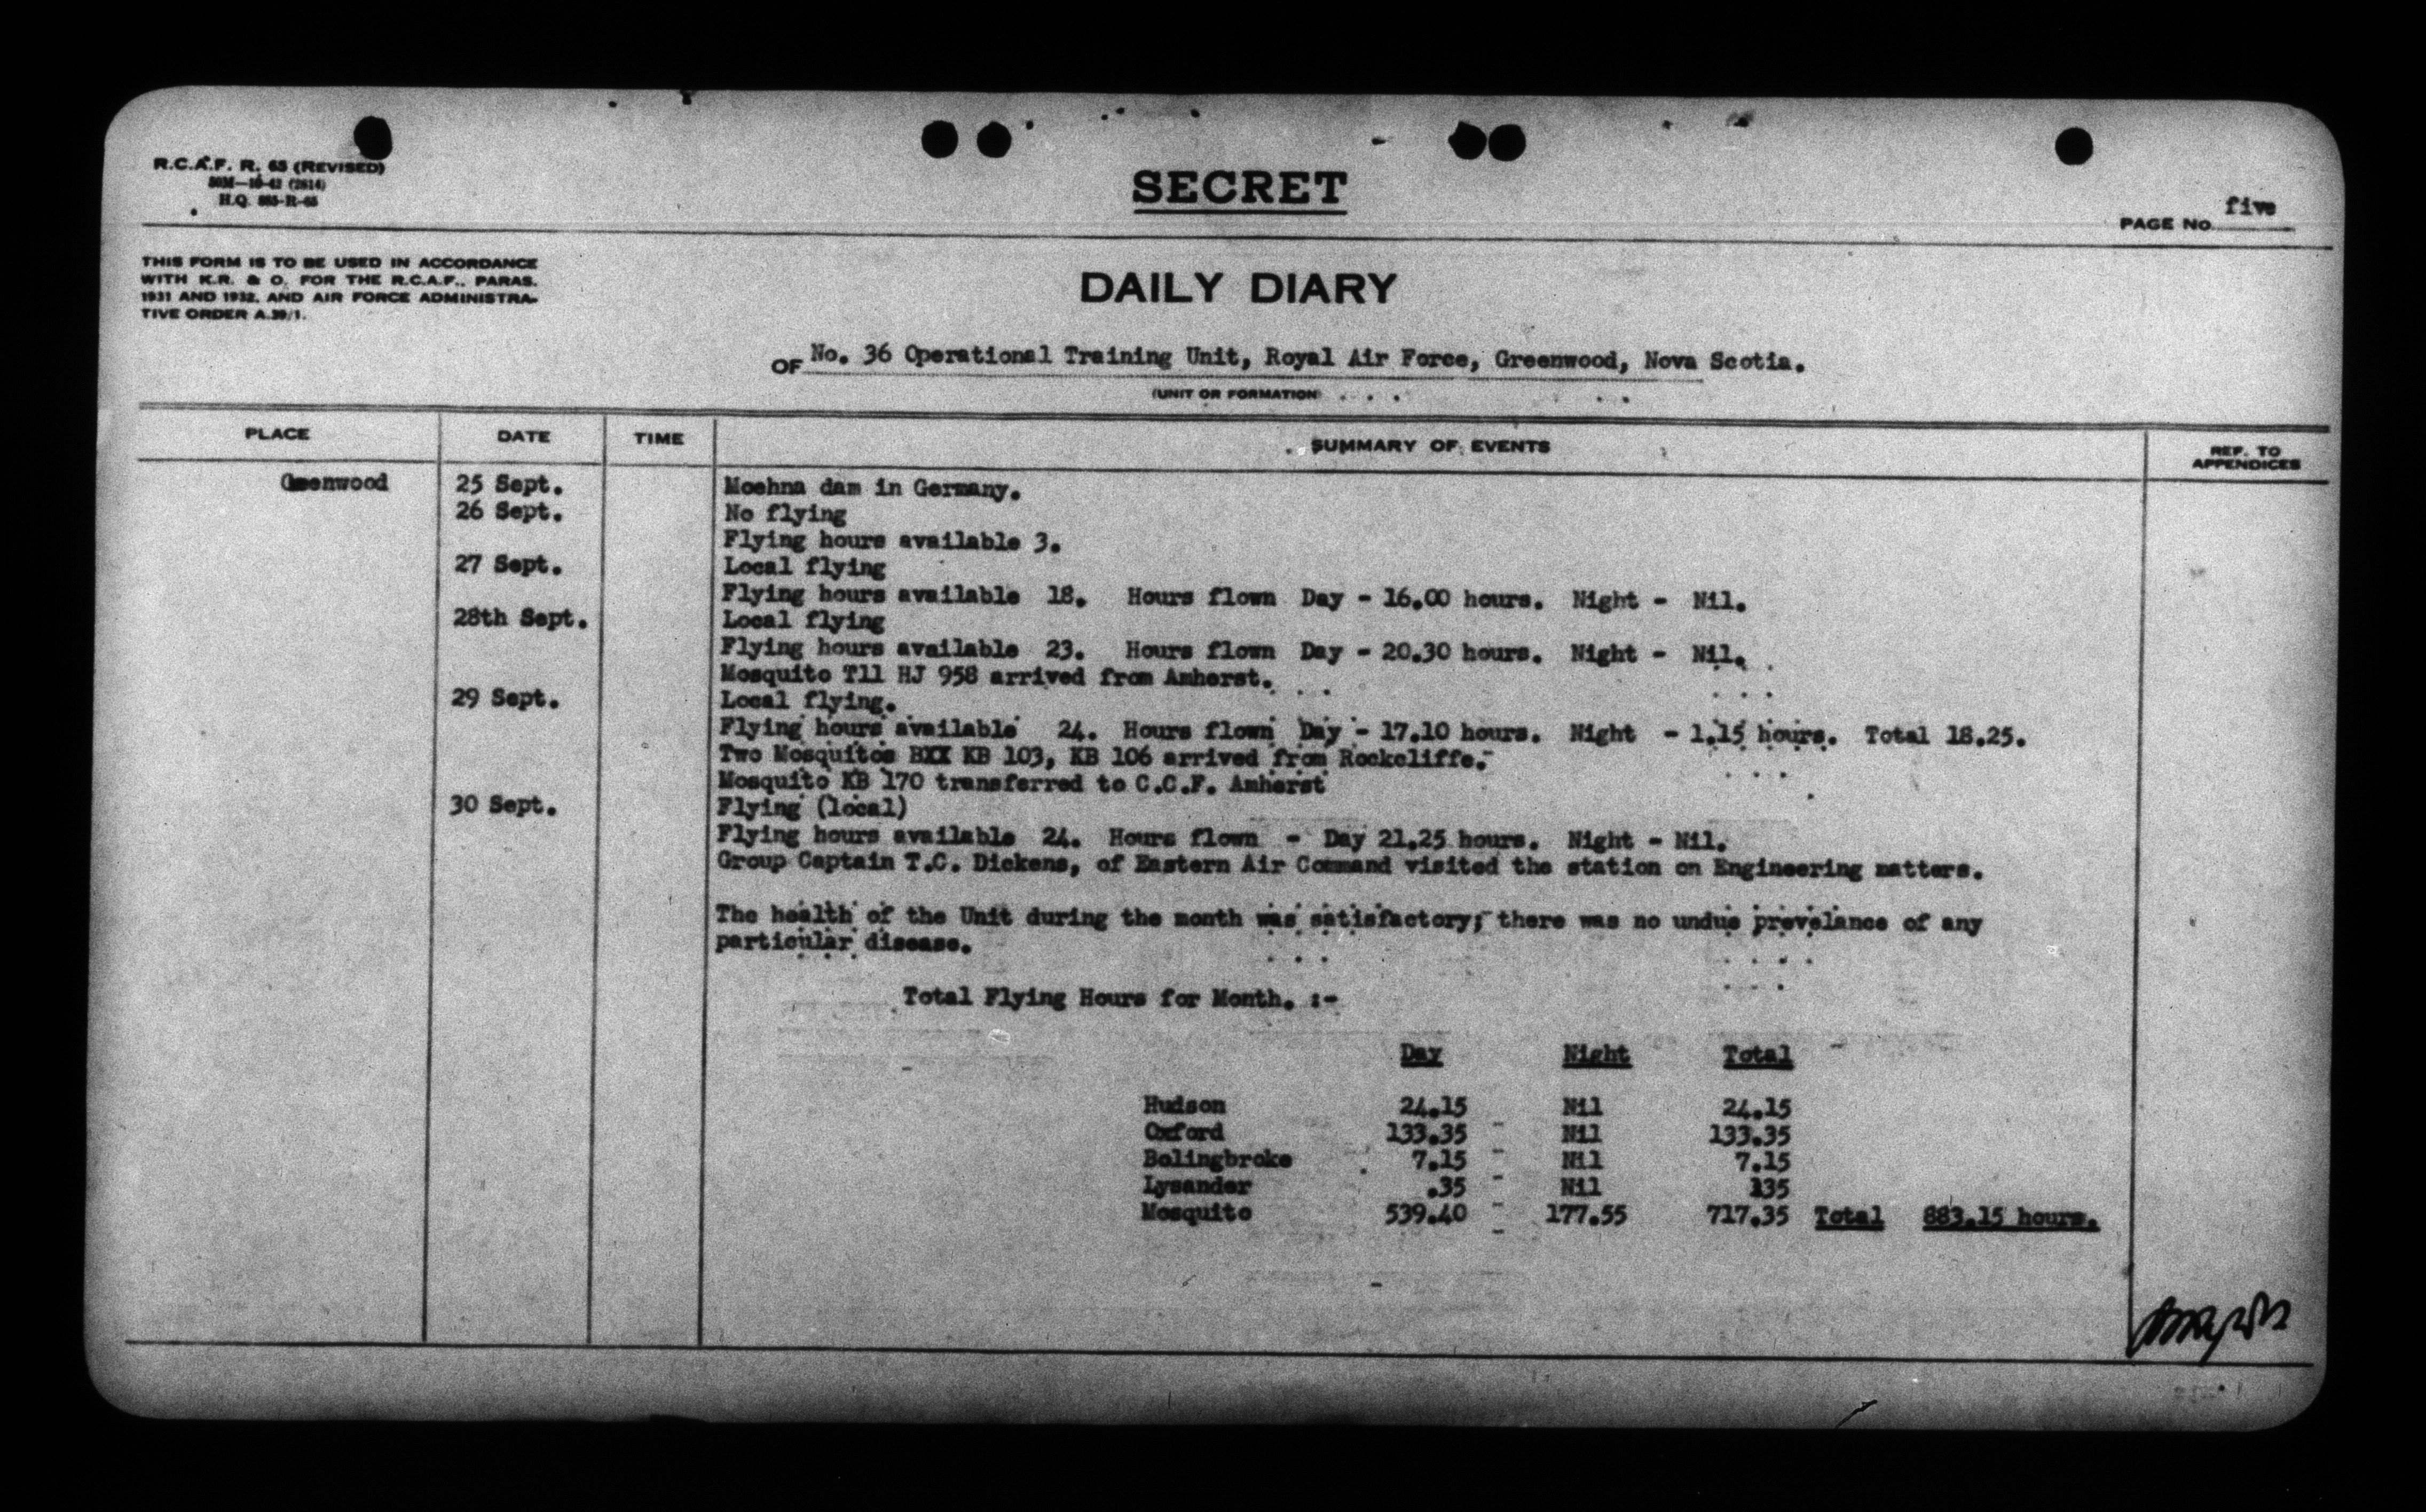 R.C.A.F. R. 65 (REVISED)
50M—10-42 (2814)
H.Q. 885-R-65
SECRET
PAGE NO. five
THIS FORM IS TO BE USED IN ACCORDANCE
WITH K.R. & O. FOR THE R.C.A.F., PARAS.
1931 AND 1932, AND AIR FORCE ADMINISTRA-
TIVE ORDER A.39/1.
DAILY DIARY
OF No. 36 Operational Training Unit, Royal Air Force, Greenwood, Nova Scotia.
(UNIT OR FORMATION)
PLACE DATE TIME SUMMARY OF EVENTS REF. TO APPENDICES
Greenwood 25 Sept. Moehna dam in Germany.
26 Sept. No flying
Flying hours available 3.
27 Sept. Local flying
Flying hours available 18. Hours flown Day - 16.00 hours. Night - Nil.
28th Sept. Local flying
Flying hours available 23. Hours flown Day - 20.30 hours. Night - Nil.
Mosquito T11 HJ 958 arrived from Amherst.
29 Sept. Local flying.
Flying hours available 24. Hours flown Day - 17.10 hours. Night - 1.15 hours. Total 18.25.
Two Mosquitos BXX KB 103, KB 106 arrived from Rockcliffe.
Mosquito KB 170 transferred to C.C.F. Amherst
30 Sept. Flying (local)
Flying hours available 24. Hours flown - Day 21.25 hours. Night - Nil.
Group Captain T.C. Dickens, of Eastern Air Command visited the station on Engineering matters.
The health of the Unit during the month was satisfactory; there was no undue prevelance of any
particular disease.
Total Flying Hours for Month. :-
Day Night Total
Hudson 24.15 Nil 24.15
Oxford 133.35 Nil 133.35
Bolingbroke 7.15 Nil 7.15
Lysander .35 Nil 135
Mosquito 539.40 177.55 717.35 Total 883.15 hours.